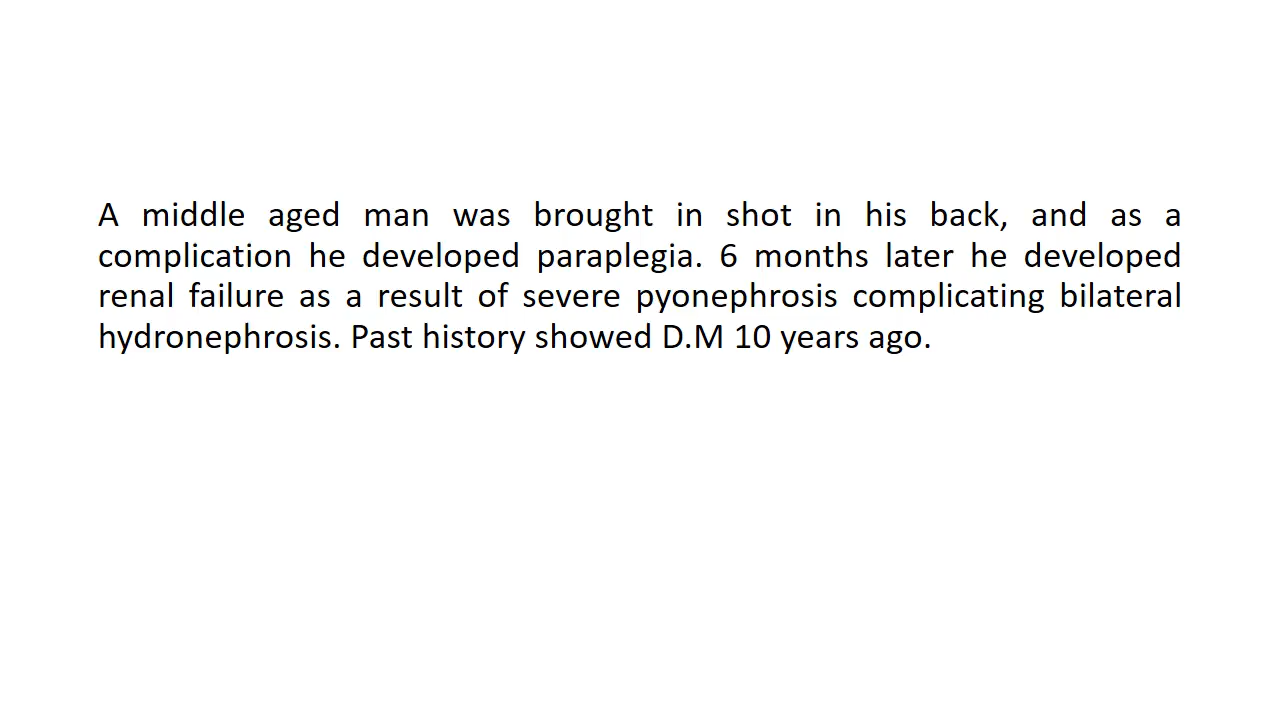 A middle aged man was brought in shot in his back, and as a
complication he developed paraplegia. 6 months later he developed
renal failure as a result of severe pyonephrosis complicating bilateral
hydronephrosis. Past history showed D.M 10 years ago.